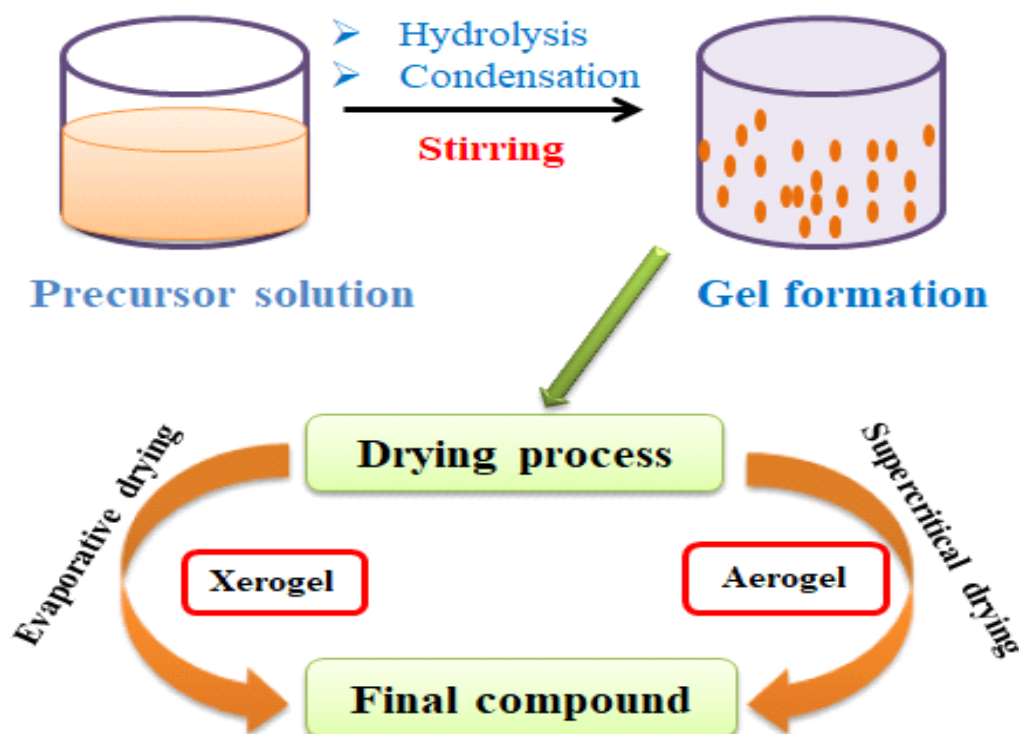 Hydrolysis
Condensation
Stirring
Precursor solution
Gel formation
Drying process
Evaporative drying
Supercritical drying
Xerogel
Aerogel
Final compound